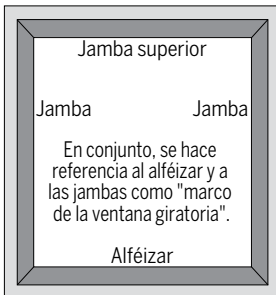 Jamba superior
Jamba Jamba
En conjunto, se hace
referencia al alféizar y a
las jambas como "marco
de la ventana giratoria".
Alféizar